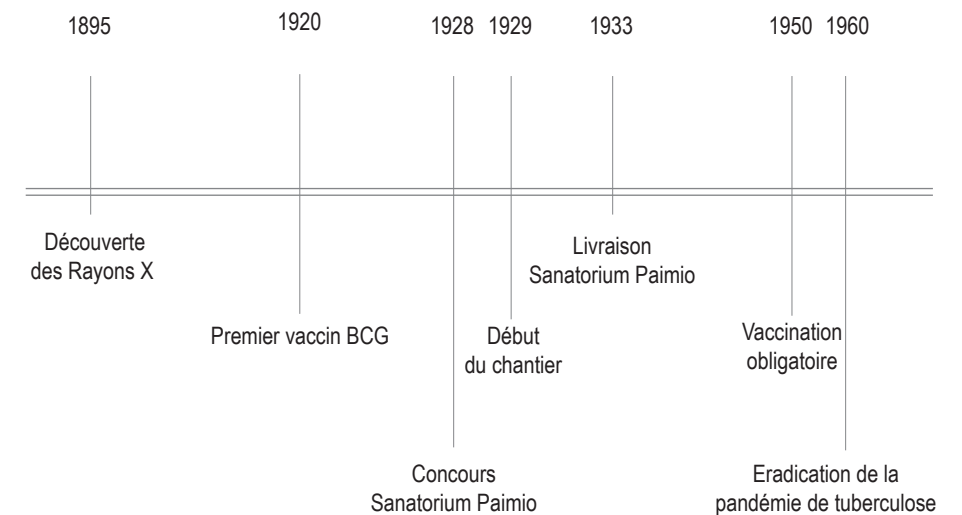 1895
1920
1928
1929
1933
1950
1960
Découverte
des Rayons X
Premier vaccin BCG
Concours
Sanatorium Paimio
Début
du chantier
Livraison
Sanatorium Paimio
Vaccination
obligatoire
Eradication de la
pandémie de tuberculose